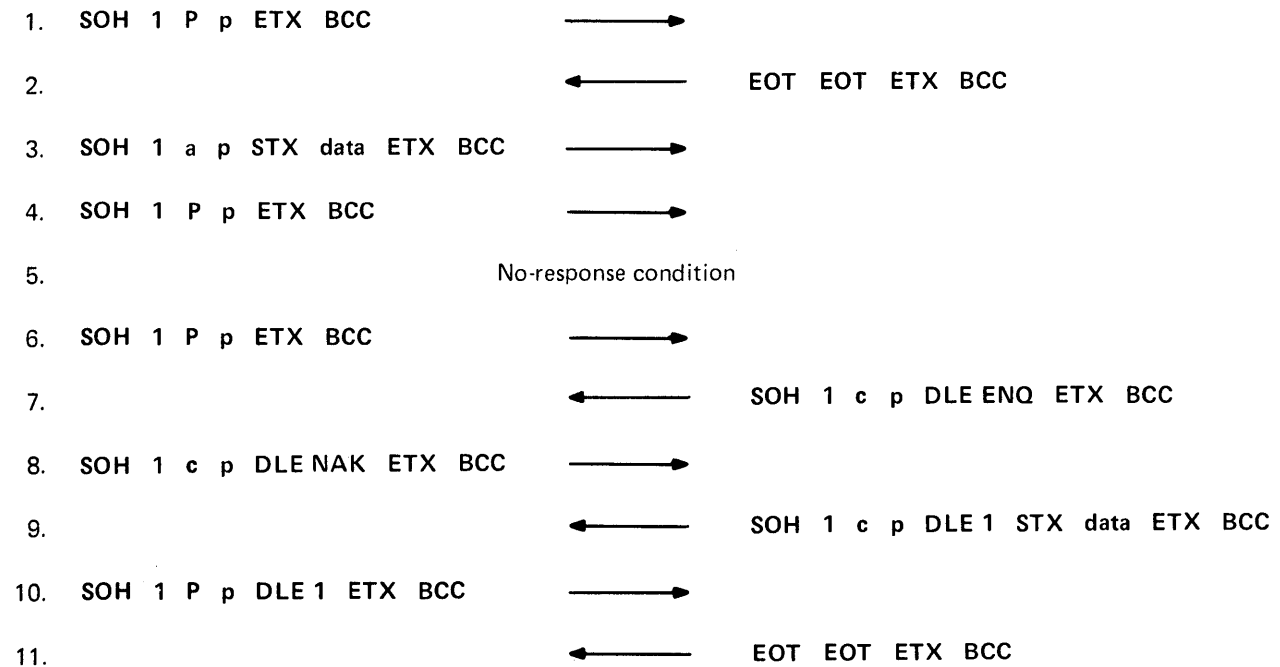 1. SOH 1 P p ETX BCC
2. EOT EOT ETX BCC
3. SOH 1 a p STX data ETX BCC
4. SOH 1 P p ETX BCC
5. No-response condition
6. SOH 1 P p ETX BCC
7. SOH 1 c p DLE ENQ ETX BCC
8. SOH 1 c p DLE NAK ETX BCC
9. SOH 1 c p DLE 1 STX data ETX BCC
10. SOH 1 P p DLE 1 ETX BCC
11. EOT EOT ETX BCC